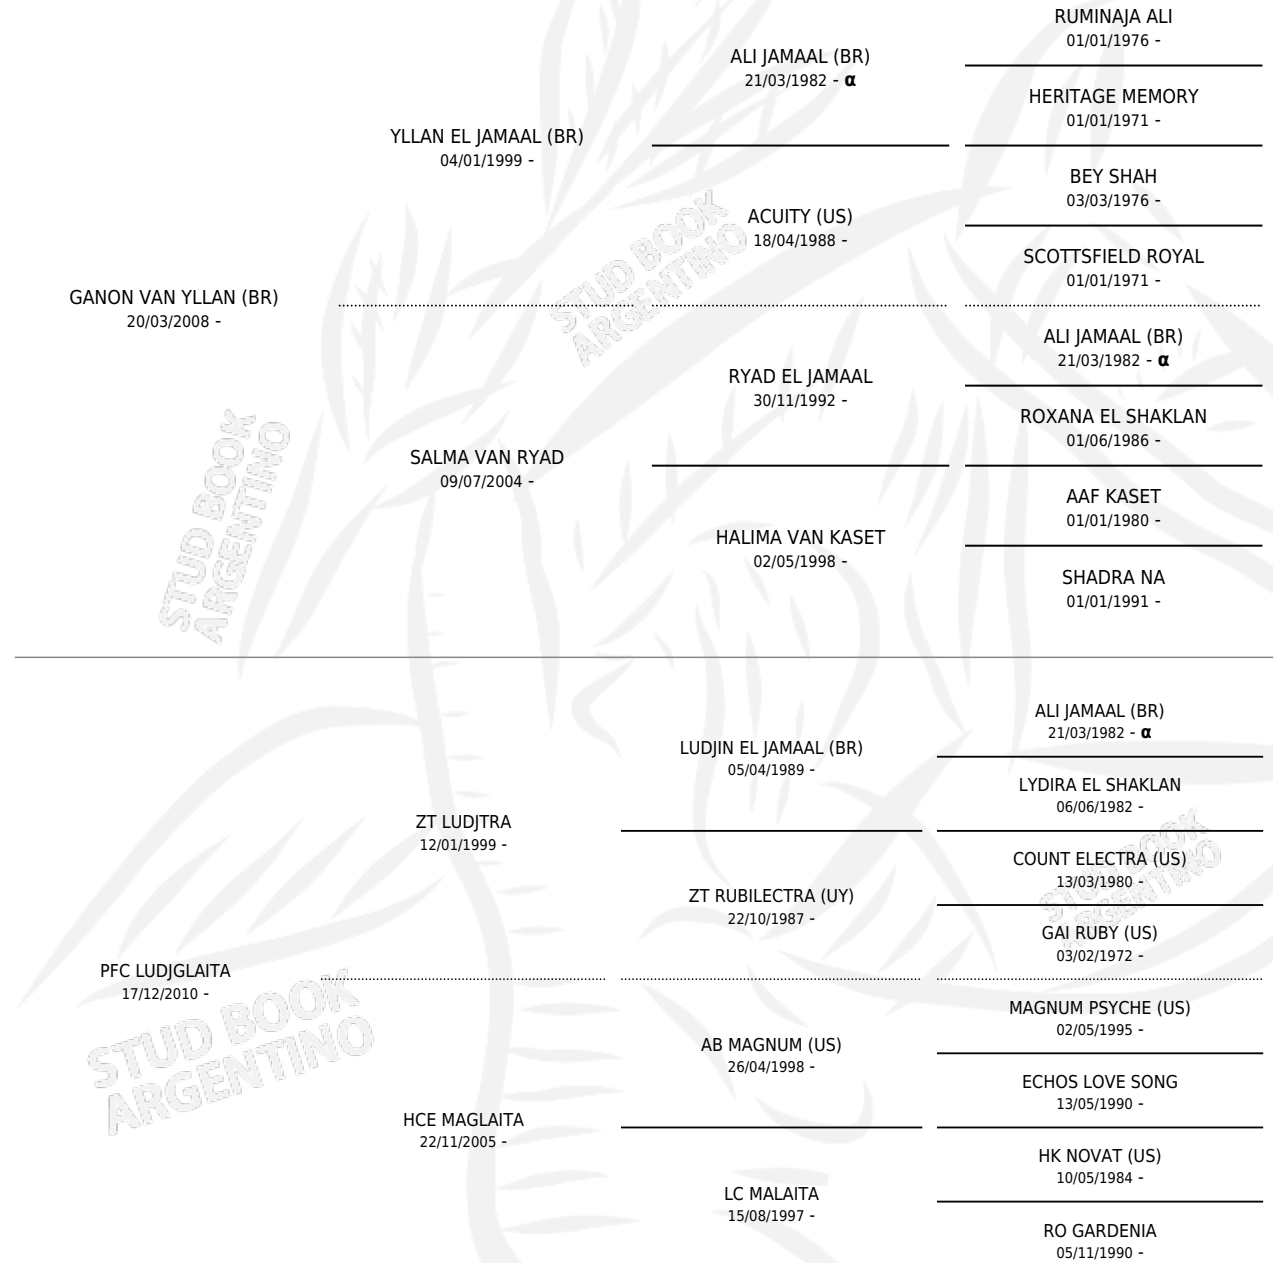 RUMINAJA ALI
01/01/1976 -
ALI JAMAAL (BR)
21/03/1982 - α
HERITAGE MEMORY
01/01/1971 -
YLLAN EL JAMAAL (BR)
04/01/1999 -
BEY SHAH
03/03/1976 -
ACUITY (US)
18/04/1988 -
SCOTTSFIELD ROYAL
01/01/1971 -
GANON VAN YLLAN (BR)
20/03/2008 -
ALI JAMAAL (BR)
21/03/1982 - α
RYAD EL JAMAAL
30/11/1992 -
ROXANA EL SHAKLAN
01/06/1986 -
SALMA VAN RYAD
09/07/2004 -
AAF KASET
01/01/1980 -
HALIMA VAN KASET
02/05/1998 -
SHADRA NA
01/01/1991 -
STUD BOOK
ARGENTINO
STUD BOOK
ARGENTINO
ALI JAMAAL (BR)
21/03/1982 - α
LUDJIN EL JAMAAL (BR)
05/04/1989 -
LYDIRA EL SHAKLAN
06/06/1982 -
ZT LUDJTRA
12/01/1999 -
COUNT ELECTRA (US)
13/03/1980 -
ZT RUBILECTRA (UY)
22/10/1987 -
GAI RUBY (US)
03/02/1972 -
STUD BOOK
ARGENTINO
PFC LUDJGLAITA
17/12/2010 -
MAGNUM PSYCHE (US)
02/05/1995 -
AB MAGNUM (US)
26/04/1998 -
ECHOS LOVE SONG
13/05/1990 -
HCE MAGLAITA
22/11/2005 -
HK NOVAT (US)
10/05/1984 -
LC MALAITA
15/08/1997 -
RO GARDENIA
05/11/1990 -
STUD BOOK
ARGENTINO